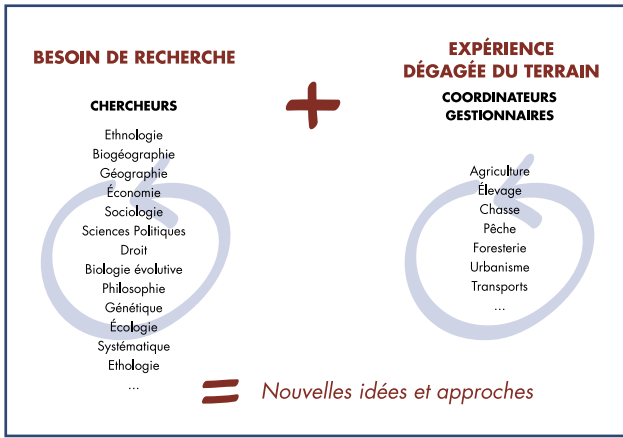 BESOIN DE RECHERCHE
CHERCHEURS
Ethnologie
Biogéographie
Géographie
Économie
Sociologie
Sciences Politiques
Droit
Biologie évolutive
Philosophie
Génétique
Écologie
Systématique
Ethologie
...
+
EXPÉRIENCE
DÉGAGÉE DU TERRAIN
COORDINATEURS
GESTIONNAIRES
Agriculture
Élevage
Chasse
Pêche
Foresterie
Urbanisme
Transports
...
= Nouvelles idées et approches